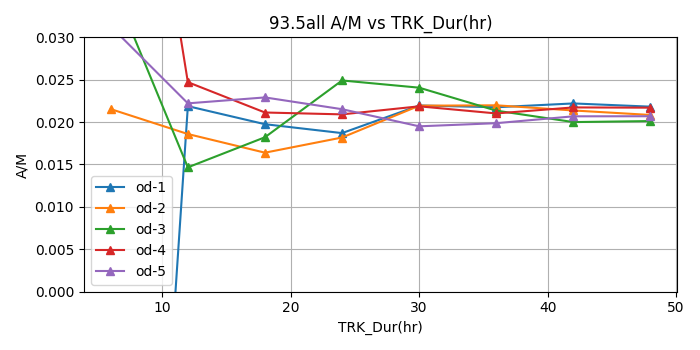 93.5all A/M vs TRK_Dur(hr)
0.030
0.025
0.020
0.015
0.010
0.005
0.000
A/M
od-1
od-2
od-3
od-4
od-5
10 20 30 40 50
TRK_Dur(hr)